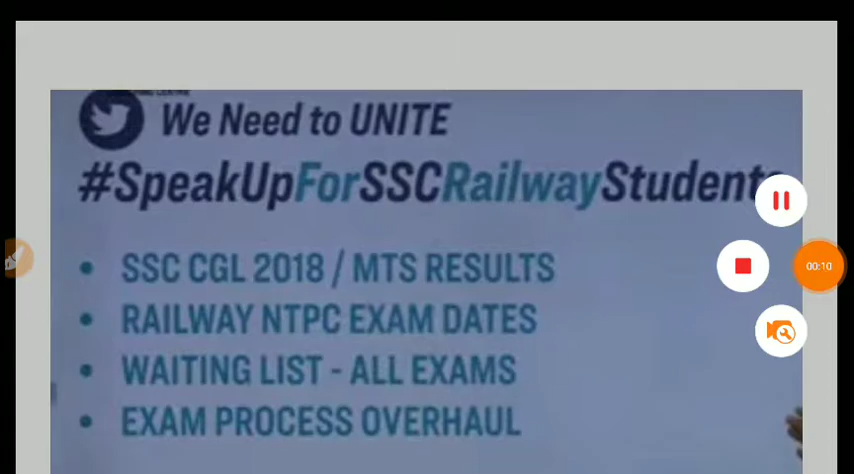 We Need to UNITE
#SpeakUpForSSCRailwayStudent
• SSC CGL 2018 / MTS RESULTS
• RAILWAY NTPC EXAM DATES
• WAITING LIST - ALL EXAMS
• EXAM PROCESS OVERHAUL
00:10